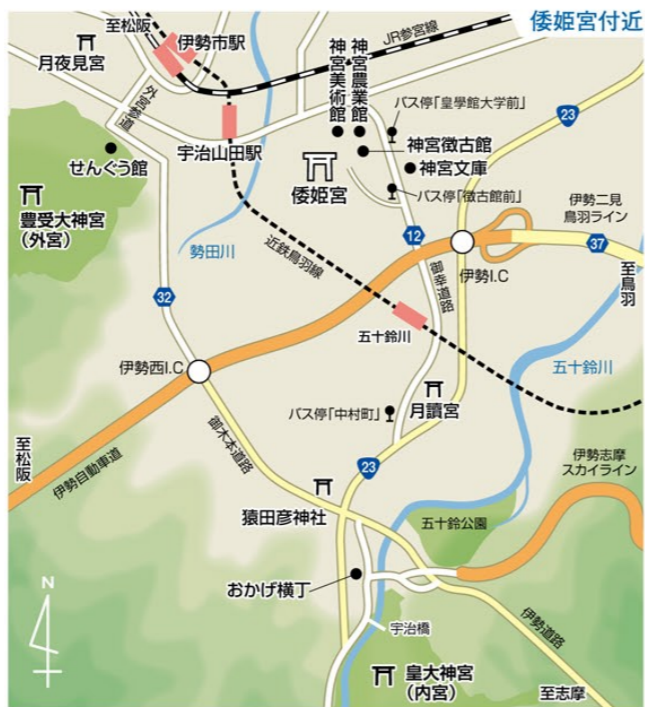 倭姫宮付近
至松阪
伊勢市駅
月夜見宮
JR参宮線
外宮参道
神宮美術館
神宮農業館
バス停「皇學館大学前」
23
神宮徴古館
せんぐう館
宇治山田駅
神宮文庫
倭姫宮
バス停「徴古館前」
豊受大神宮
(外宮)
伊勢二見
鳥羽ライン
勢田川
12
37
近鉄鳥羽線
御幸道路
伊勢I.C
至鳥羽
32
五十鈴川
五十鈴川
伊勢西I.C
月讀宮
バス停「中村町」
至松阪
伊勢自動車道
御木本道路
23
伊勢志摩
スカイライン
猿田彦神社
五十鈴公園
おかげ横丁
N
宇治橋
伊勢道路
皇大神宮
(内宮)
至志摩